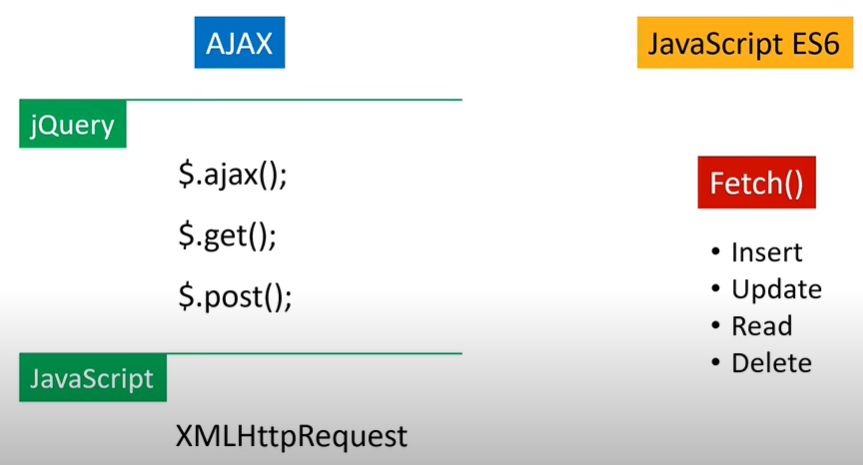 AJAX
jQuery
$.ajax();
$.get();
$.post();
JavaScript
XMLHttpRequest
JavaScript ES6
Fetch()
• Insert
• Update
• Read
• Delete